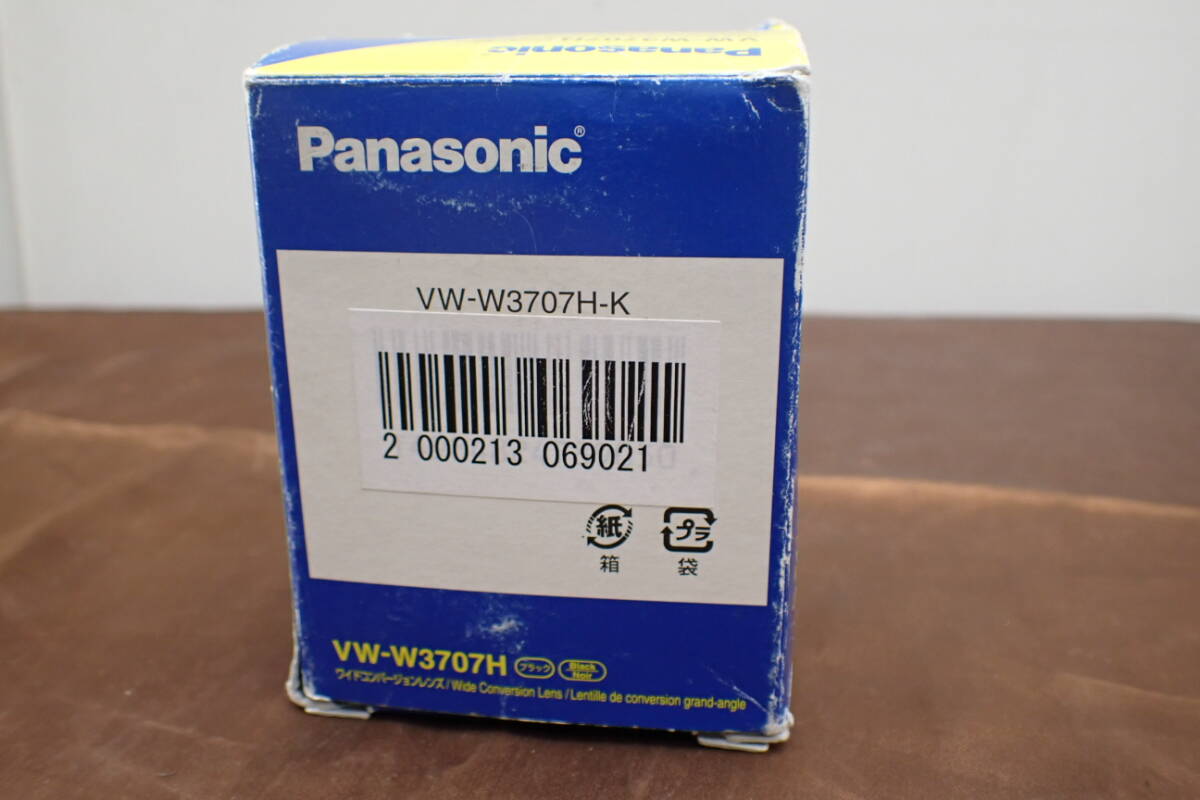 Panasonic
Panasonic®
VW-W3707H-K
2 000213 069021
紙 プラ
箱 袋
VW-W3707H ブラック Black Noir
ワイドコンバージョンレンズ/Wide Conversion Lens/Lentille de conversion grand-angle